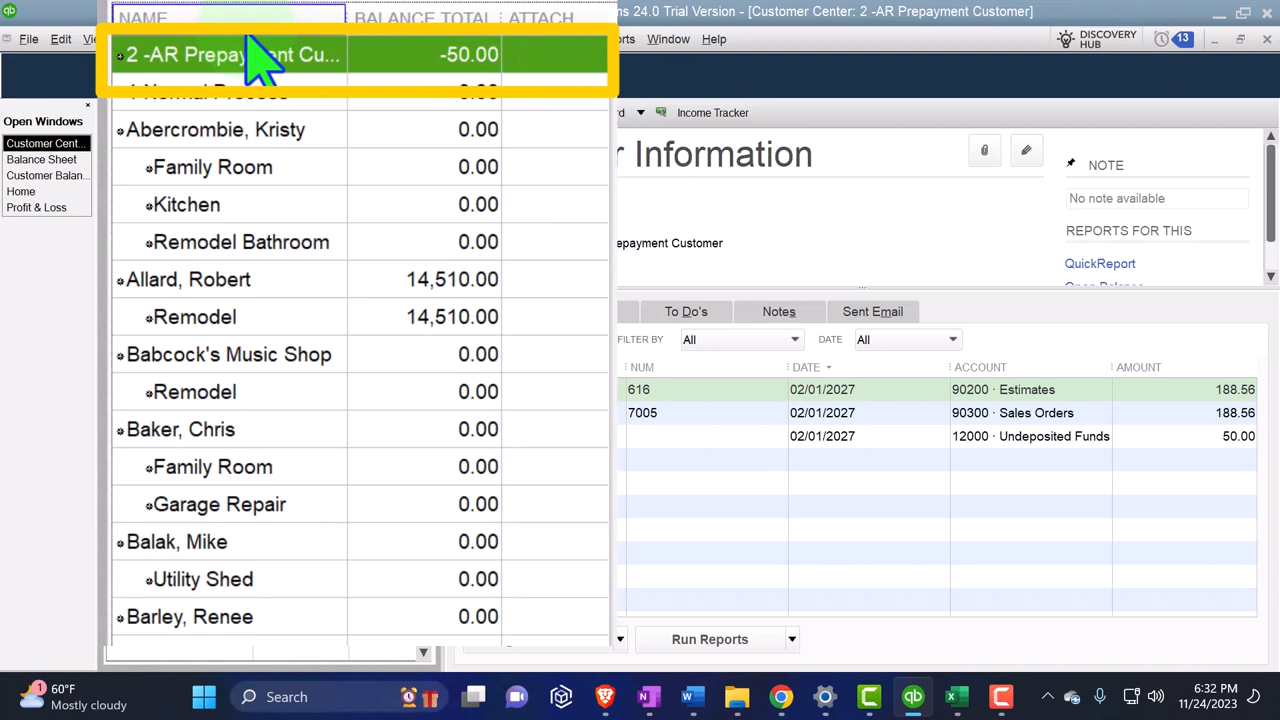 ms 24.0 Trial Version - [Customer Center: 2 -AR Prepayment Customer]
File Edit Window Help
DISCOVERY HUB
13
Income Tracker
Open Windows
Customer Cent...
Balance Sheet
Customer Balan...
Home
Profit & Loss
NAME BALANCE TOTAL ATTACH
2 -AR Prepayment Cu... -50.00
1 Normal Process 0.00
Abercrombie, Kristy 0.00
Family Room 0.00
Kitchen 0.00
Remodel Bathroom 0.00
Allard, Robert 14,510.00
Remodel 14,510.00
Babcock's Music Shop 0.00
Remodel 0.00
Baker, Chris 0.00
Family Room 0.00
Garage Repair 0.00
Balak, Mike 0.00
Utility Shed 0.00
Barley, Renee 0.00
r Information
epayment Customer
NOTE
No note available
REPORTS FOR THIS
QuickReport
To Do's Notes Sent Email
FILTER BY All DATE All
NUM DATE ACCOUNT AMOUNT
616 02/01/2027 90200 · Estimates 188.56
7005 02/01/2027 90300 · Sales Orders 188.56
02/01/2027 12000 · Undeposited Funds 50.00
Run Reports
1
60°F
Mostly cloudy
Search
6:32 PM
11/24/2023